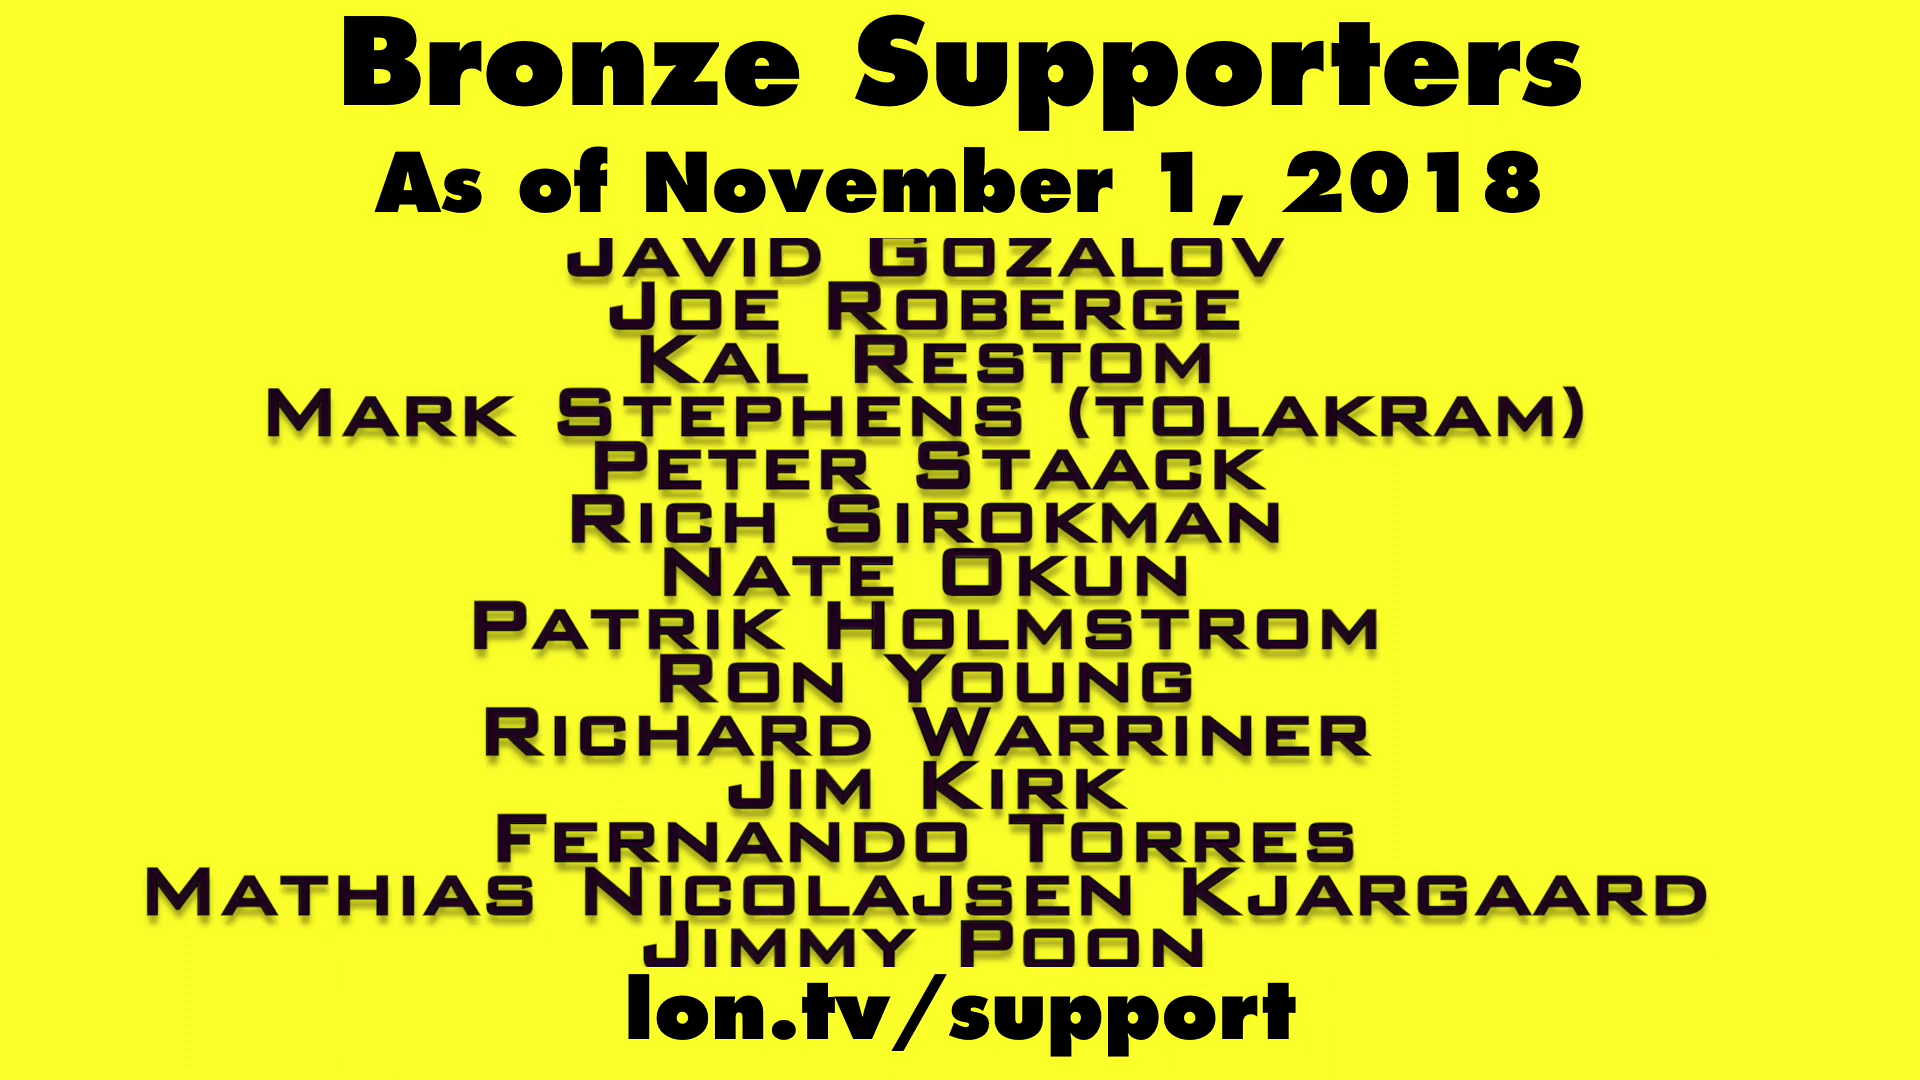 Bronze Supporters
As of November 1, 2018
Javid Gozalov
Joe Roberge
Kal Restom
Mark Stephens (tolakram)
Peter Staack
Rich Sirokman
Nate Okun
Patrik Holmstrom
Ron Young
Richard Warriner
Jim Kirk
Fernando Torres
Mathias Nicolajsen Kjargaard
Jimmy Poon
lon.tv/support